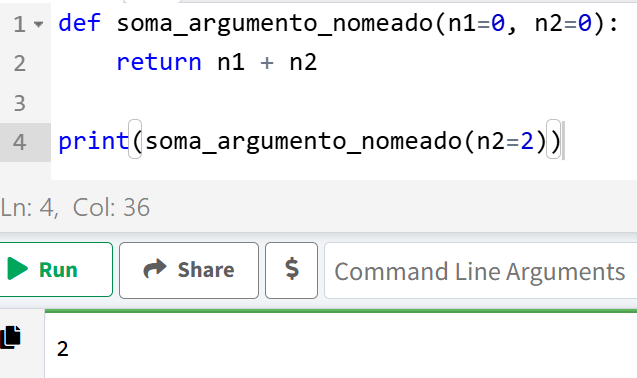 1 def soma_argumento_nomeado(n1=0, n2=0):
2     return n1 + n2
3
4 print(soma_argumento_nomeado(n2=2))
Ln: 4, Col: 36
Run Share $ Command Line Arguments
2